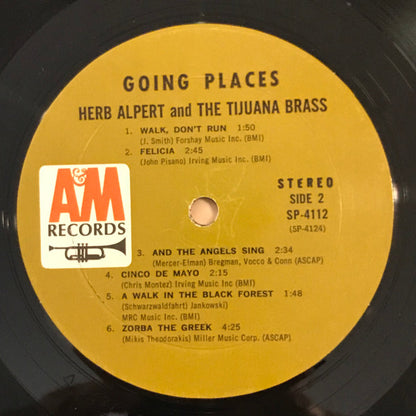 GOING PLACES
HERB ALPERT and THE TIJUANA BRASS
1. WALK, DON'T RUN 1:50
(J. Smith) Forshay Music Inc. (BMI)
2. FELICIA 2:45
(John Pisano) Irving Music Inc. (BMI)
STEREO
SIDE 2
SP-4112
(SP-4124)
A&M
RECORDS
3. AND THE ANGELS SING 2:34
(Mercer-Elman) Bregman, Vocco & Conn (ASCAP)
4. CINCO DE MAYO 2:15
(Chris Montez) Irving Music Inc (BMI)
5. A WALK IN THE BLACK FOREST 1:48
(Schwarzwaldfahrt) Jankowski)
MRC Music Inc. (BMI)
6. ZORBA THE GREEK 4:25
(Mikis Theodorakis) Miller Music Corp. (ASCAP)